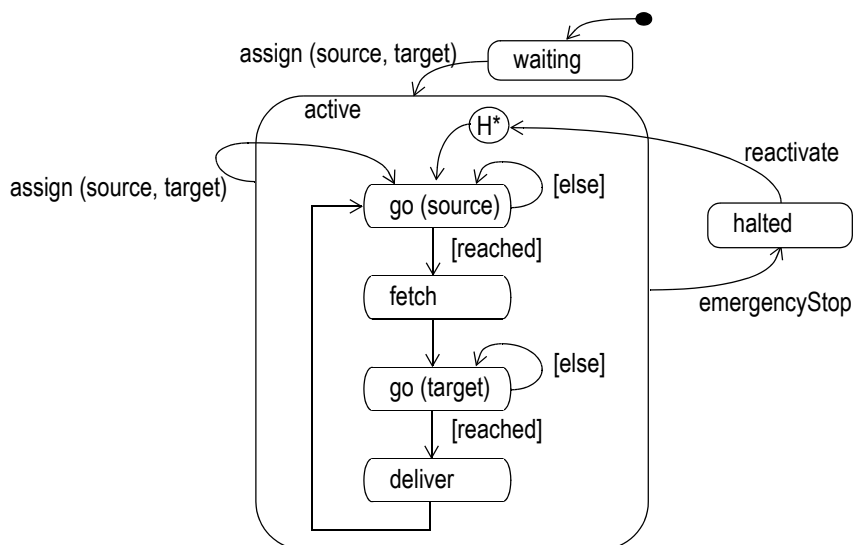 assign (source, target)
waiting
active
H*
reactivate
assign (source, target)
go (source)
[else]
halted
[reached]
fetch
emergencyStop
go (target)
[else]
[reached]
deliver